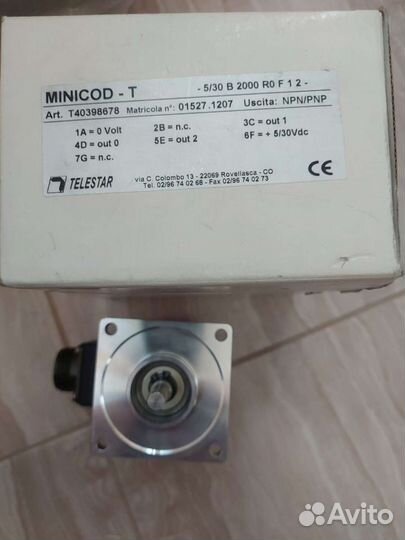 MINICOD - T - 5/30 B 2000 R0 F 1 2 -
Art. T40398678 Matricola n°: 01527.1207 Uscita: NPN/PNP
1A = 0 Volt 2B = n.c. 3C = out 1
4D = out 0 5E = out 2 6F = + 5/30Vdc
7G = n.c.
TELESTAR via C. Colombo 13 - 22069 Rovellasca - CO
Tel. 02/96 74 02 68 - Fax 02/96 74 02 73
CE
Avito